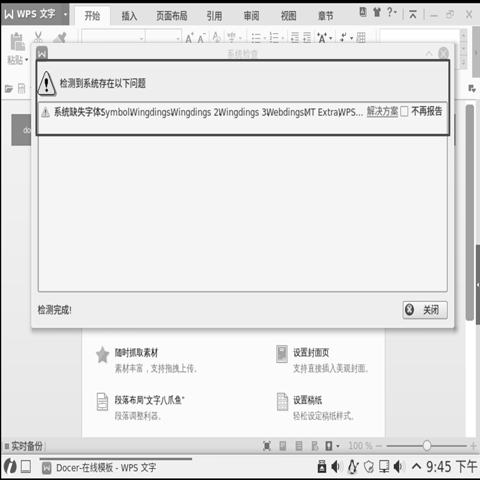 WPS 文字
开始 插入 页面布局 引用 审阅 视图 章节
系统检查
粘贴
检测到系统存在以下问题
系统缺失字体SymbolWingdingsWingdings 2Wingdings 3WebdingsMT ExtraWPS... 解决方案 不再报告
检测完成! 关闭
随时抓取素材 设置封面页
素材丰富，支持拖拽上传。 支持直接插入美观封面。
段落布局"文字八爪鱼" 设置稿纸
段落调整利器。 轻松设定稿纸样式。
实时备份 100 %
Docer-在线模板 - WPS 文字 9:45 下午